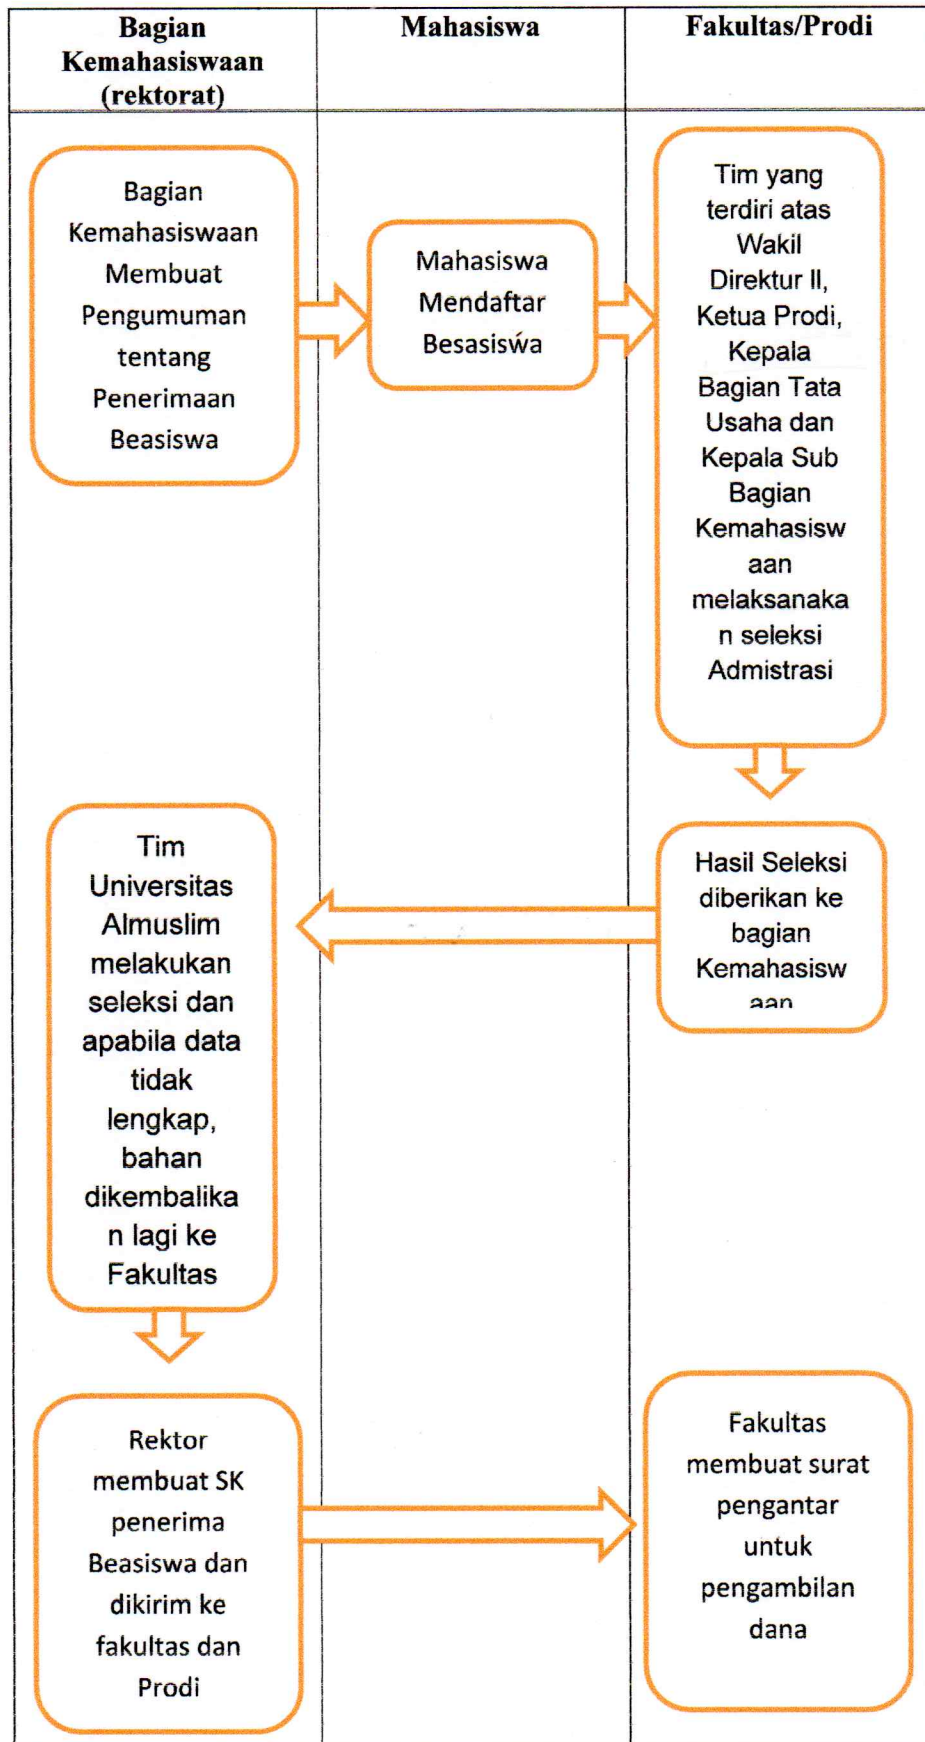 Bagian
Kemahasiswaan
(rektorat)
Mahasiswa
Fakultas/Prodi
Bagian
Kemahasiswaan
Membuat
Pengumuman
tentang
Penerimaan
Beasiswa
Mahasiswa
Mendaftar
Besasiswa
Tim yang
terdiri atas
Wakil
Direktur II,
Ketua Prodi,
Kepala
Bagian Tata
Usaha dan
Kepala Sub
Bagian
Kemahasisw
aan
melaksanaka
n seleksi
Admistrasi
Hasil Seleksi
diberikan ke
bagian
Kemahasisw
aan
Tim
Universitas
Almuslim
melakukan
seleksi dan
apabila data
tidak
lengkap,
bahan
dikembalika
n lagi ke
Fakultas
Rektor
membuat SK
penerima
Beasiswa dan
dikirim ke
fakultas dan
Prodi
Fakultas
membuat surat
pengantar
untuk
pengambilan
dana